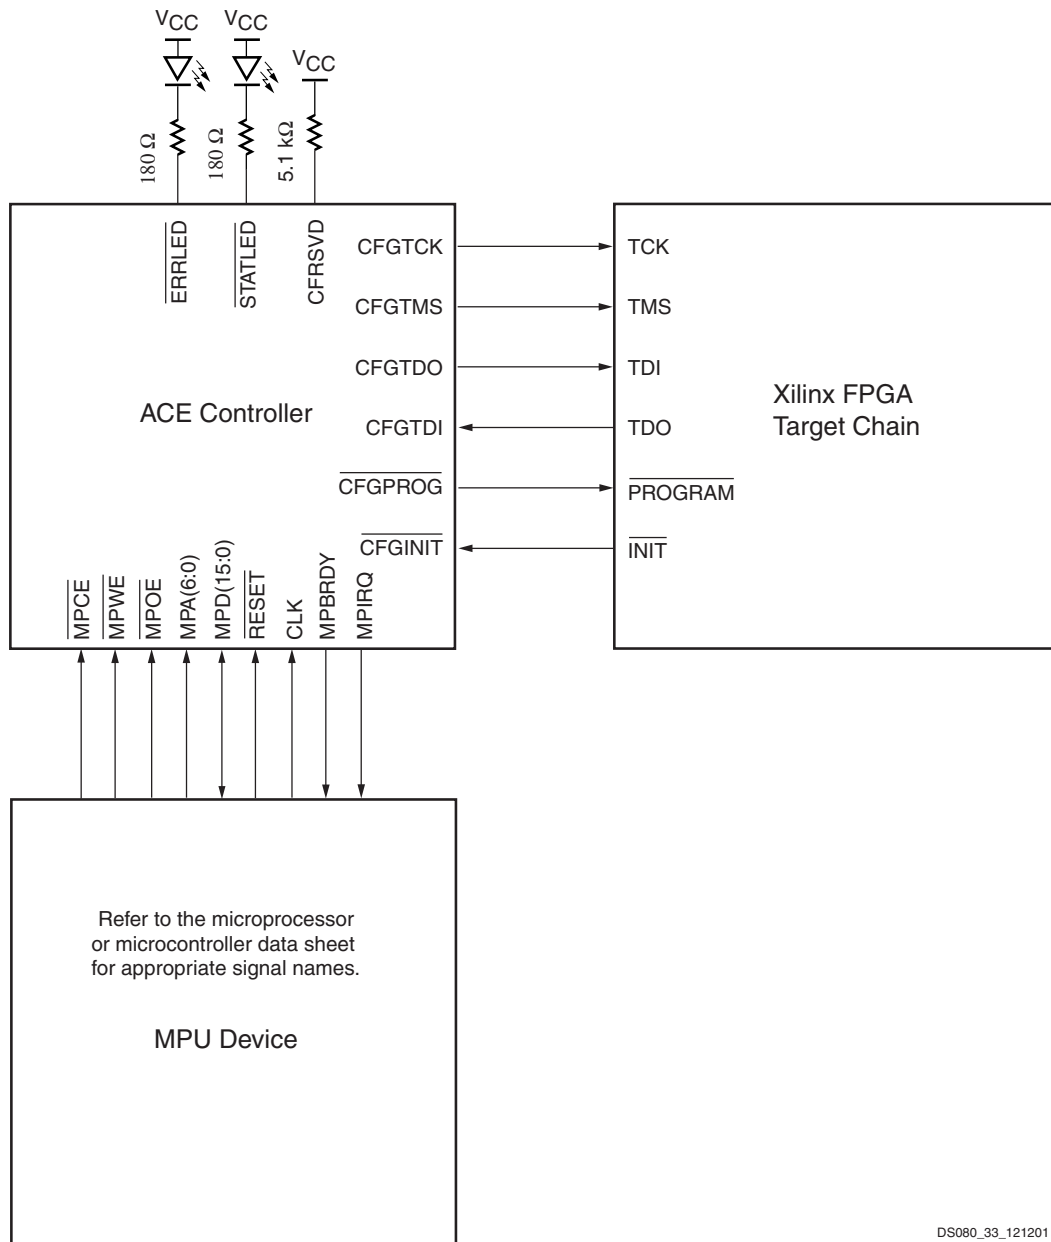 VCC
VCC
VCC
180 Ω
180 Ω
5.1 kΩ
ERRLED
STATLED
CFRSVD
CFGTCK
TCK
CFGTMS
TMS
CFGTDO
TDI
CFGTDI
TDO
CFGPROG
PROGRAM
CFGINIT
INIT
ACE Controller
Xilinx FPGA
Target Chain
MPCE
MPWE
MPOE
MPA(6:0)
MPD(15:0)
RESET
CLK
MPBRDY
MPIRQ
Refer to the microprocessor
or microcontroller data sheet
for appropriate signal names.
MPU Device
DS080_33_121201